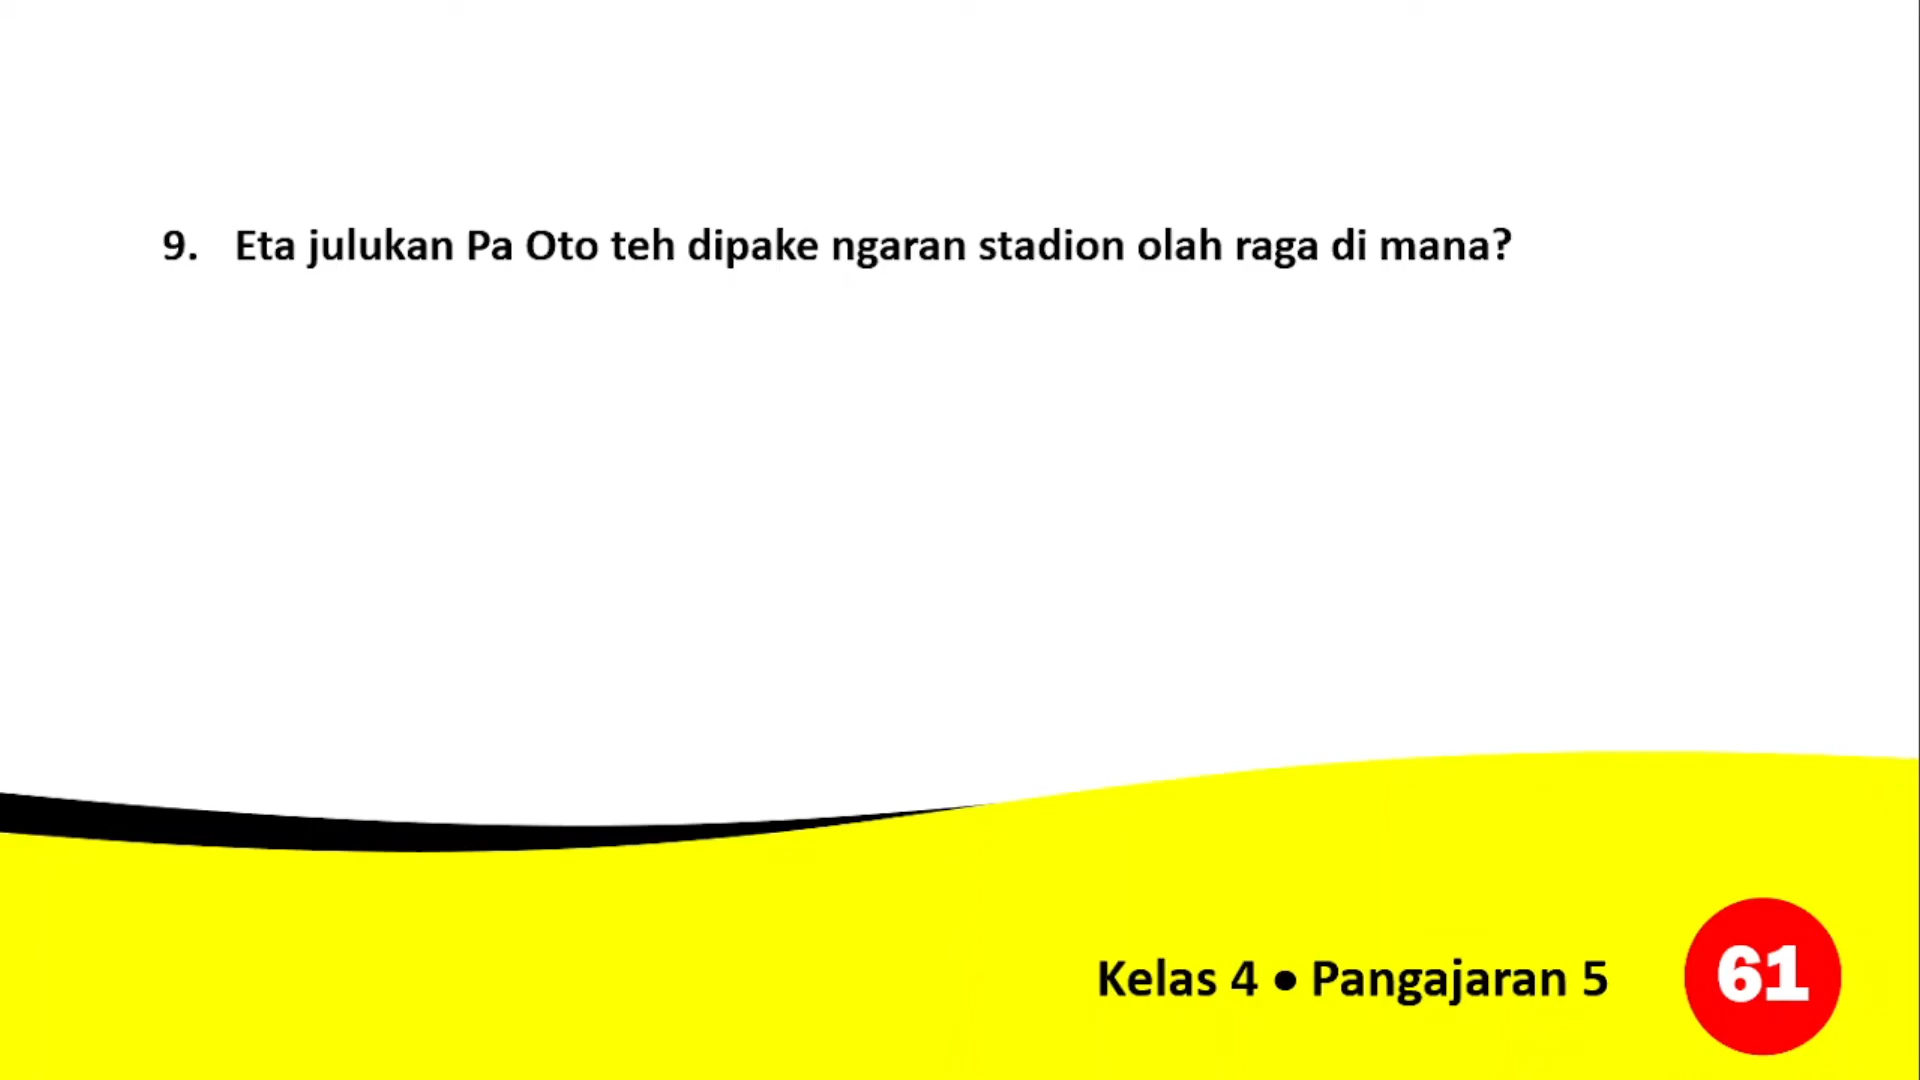 9. Eta julukan Pa Oto teh dipake ngaran stadion olah raga di mana?
Kelas 4 ● Pangajaran 5
61